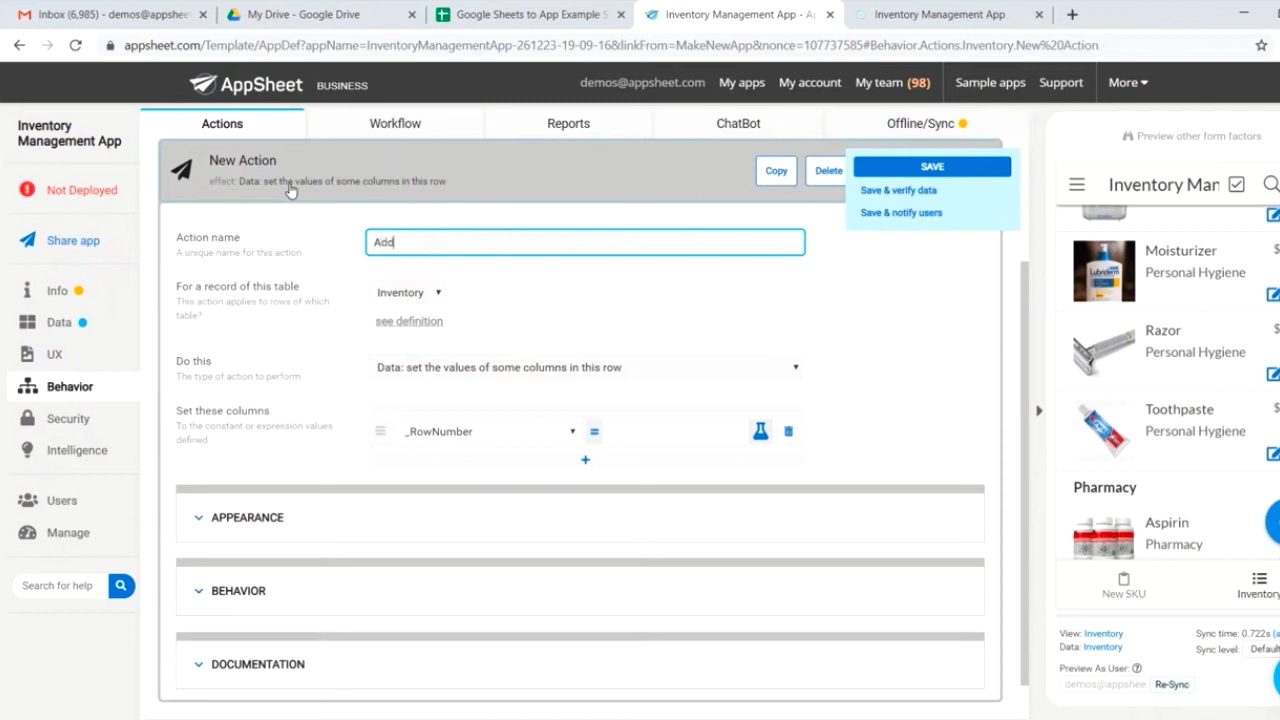 Inbox (6,985) - demos@appshee
My Drive - Google Drive
Google Sheets to App Example S
Inventory Management App - A
Inventory Management App
appsheet.com/Template/AppDef?appName=InventoryManagementApp-261223-19-09-16&linkFrom=MakeNewApp&nonce=107737585#Behavior.Actions.Inventory.New%20Action
AppSheet BUSINESS
demos@appsheet.com My apps My account My team (98) Sample apps Support More
Inventory
Management App
Not Deployed
Share app
Info
Data
UX
Behavior
Security
Intelligence
Users
Manage
Search for help
Actions Workflow Reports ChatBot Offline/Sync
New Action
effect: Data: set the values of some columns in this row
Copy Delete
SAVE
Save & verify data
Save & notify users
Action name
A unique name for this action
Add
For a record of this table
This action applies to rows of which
table?
Inventory
see definition
Do this
The type of action to perform
Data: set the values of some columns in this row
Set these columns
To the constant or expression values
defined
_RowNumber =
+
APPEARANCE
BEHAVIOR
DOCUMENTATION
Preview other form factors
Inventory Mar
Moisturizer
Personal Hygiene
Razor
Personal Hygiene
Toothpaste
Personal Hygiene
Pharmacy
Aspirin
Pharmacy
New SKU
Inventory
View: Inventory
Data: Inventory
Sync time: 0.722s (a
Sync level: Default
Preview As User:
demos@appshee Re-Sync